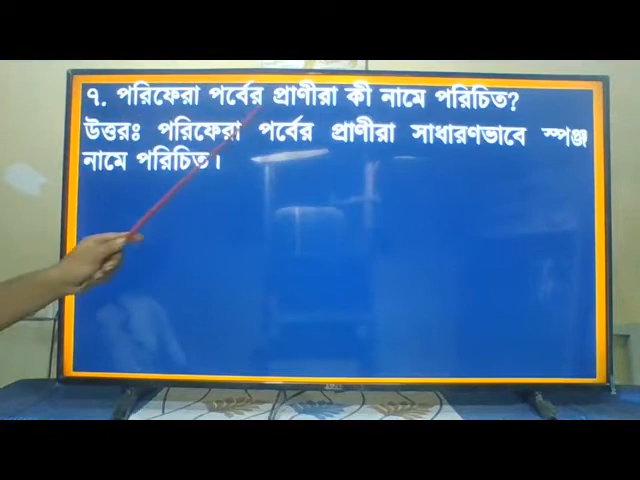 ৭. পরিফেরা পর্বের প্রাণীরা কী নামে পরিচিত?
উত্তরঃ পরিফেরা পর্বের প্রাণীরা সাধারণভাবে স্পঞ্জ
নামে পরিচিত।